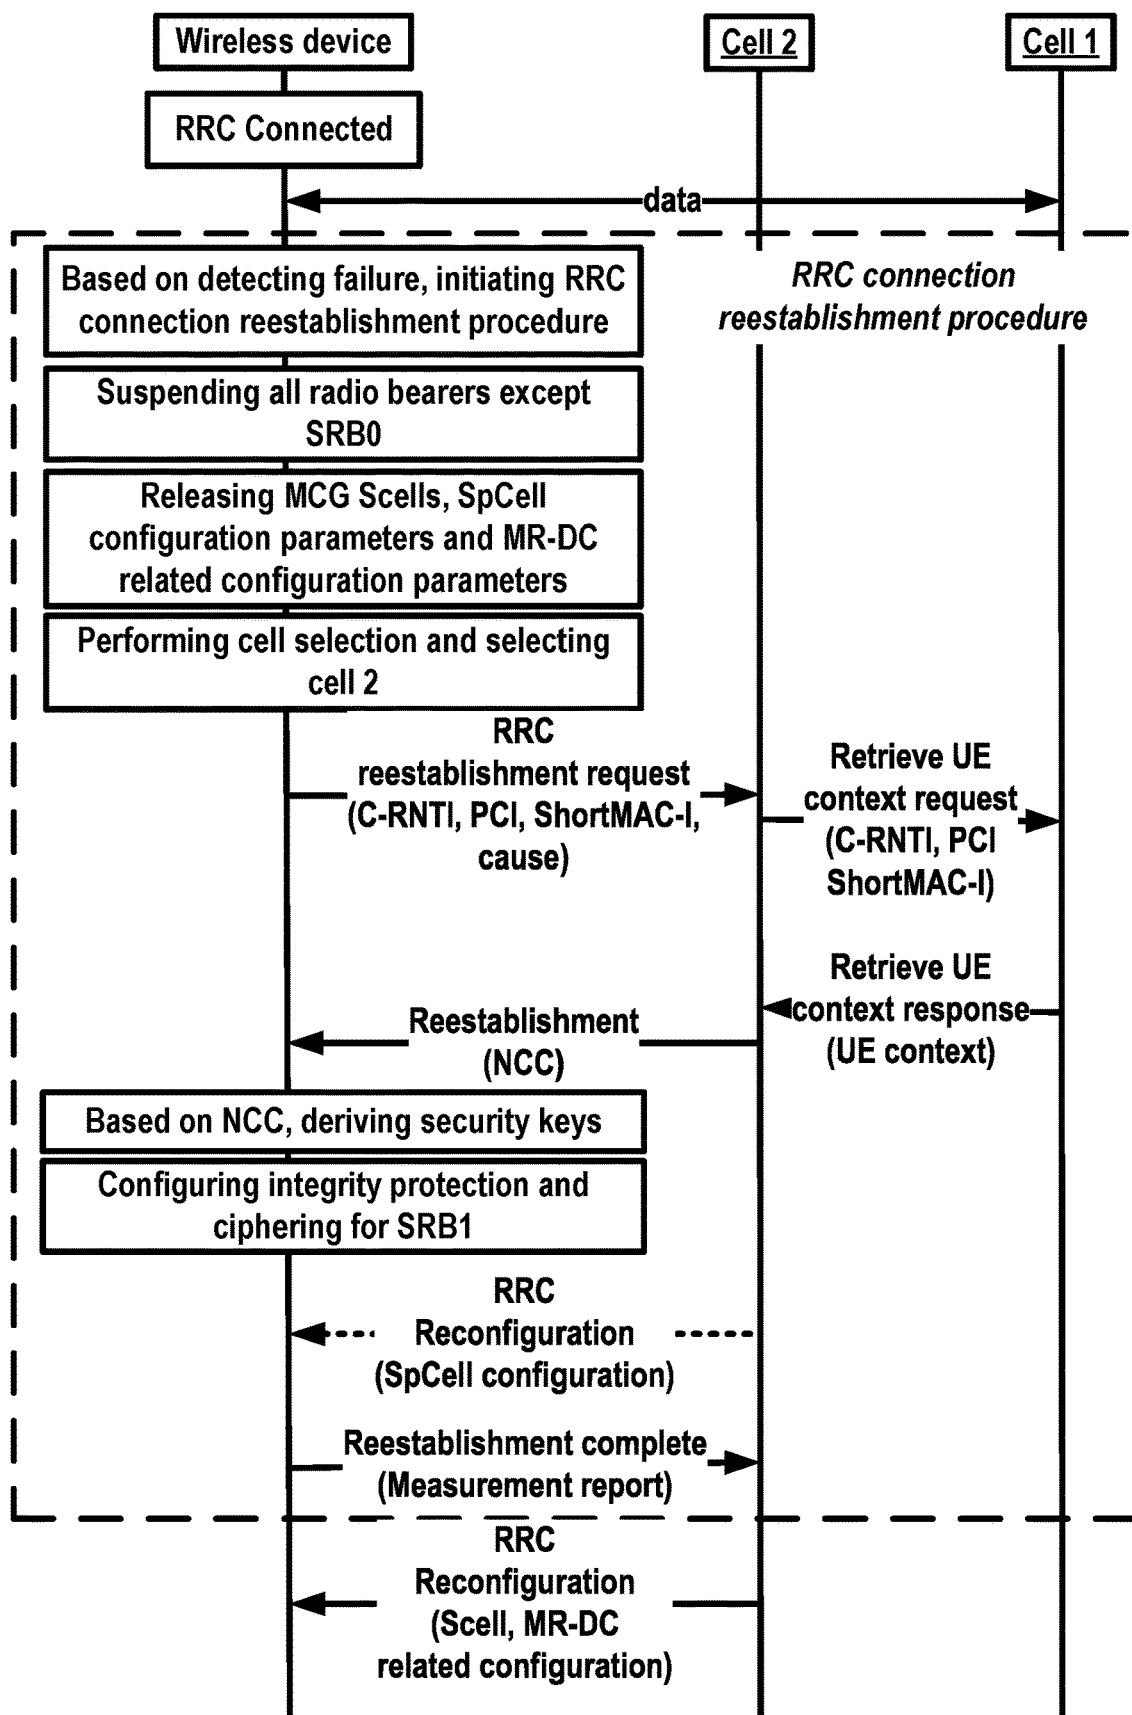 Wireless device
Cell 2
Cell 1
RRC Connected
data
Based on detecting failure, initiating RRC
connection reestablishment procedure
RRC connection
reestablishment procedure
Suspending all radio bearers except
SRB0
Releasing MCG Scells, SpCell
configuration parameters and MR-DC
related configuration parameters
Performing cell selection and selecting
cell 2
RRC
reestablishment request
(C-RNTI, PCI, ShortMAC-I,
cause)
Retrieve UE
context request
(C-RNTI, PCI
ShortMAC-I)
Retrieve UE
context response
(UE context)
Reestablishment
(NCC)
Based on NCC, deriving security keys
Configuring integrity protection and
ciphering for SRB1
RRC
Reconfiguration
(SpCell configuration)
Reestablishment complete
(Measurement report)
RRC
Reconfiguration
(Scell, MR-DC
related configuration)